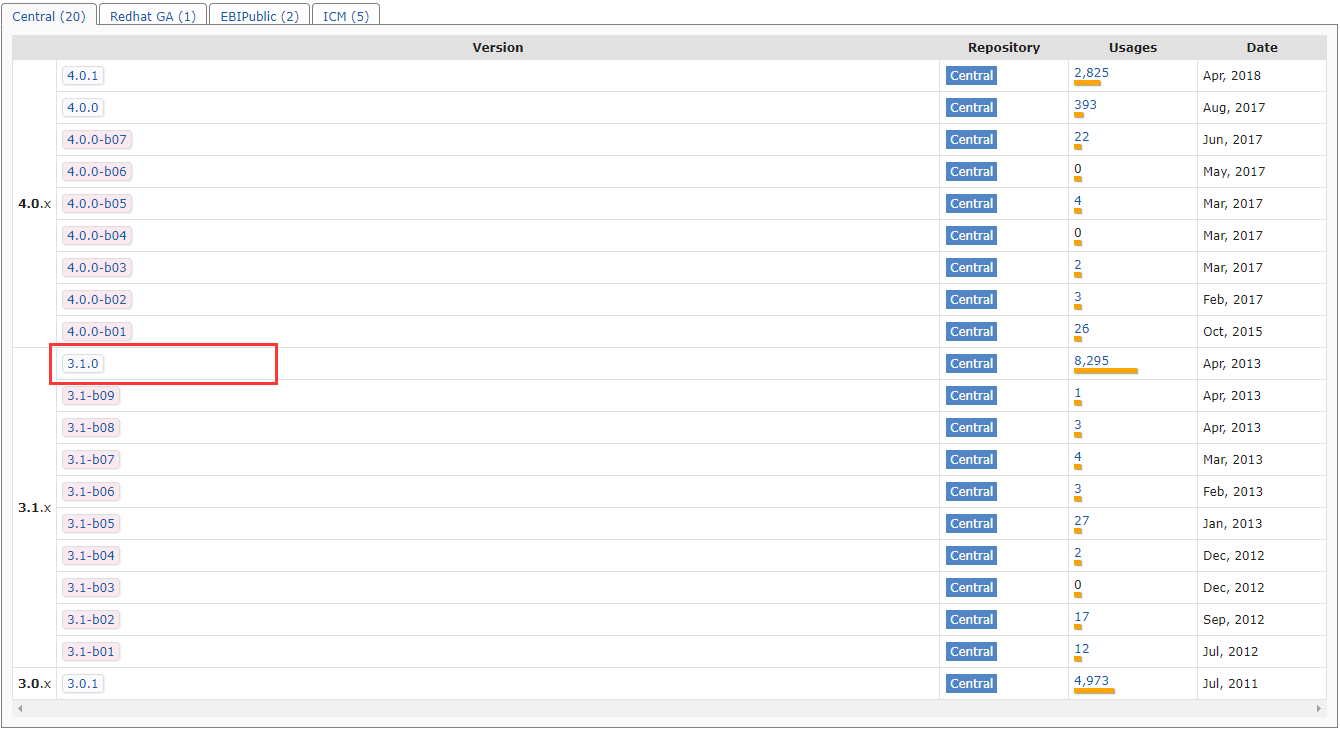 Central (20) Redhat GA (1) EBIPublic (2) ICM (5)
Version Repository Usages Date
4.0.x
4.0.1 Central 2,825 Apr, 2018
4.0.0 Central 393 Aug, 2017
4.0.0-b07 Central 22 Jun, 2017
4.0.0-b06 Central 0 May, 2017
4.0.0-b05 Central 4 Mar, 2017
4.0.0-b04 Central 0 Mar, 2017
4.0.0-b03 Central 2 Mar, 2017
4.0.0-b02 Central 3 Feb, 2017
4.0.0-b01 Central 26 Oct, 2015
3.1.x
3.1.0 Central 8,295 Apr, 2013
3.1-b09 Central 1 Apr, 2013
3.1-b08 Central 3 Apr, 2013
3.1-b07 Central 4 Mar, 2013
3.1-b06 Central 3 Feb, 2013
3.1-b05 Central 27 Jan, 2013
3.1-b04 Central 2 Dec, 2012
3.1-b03 Central 0 Dec, 2012
3.1-b02 Central 17 Sep, 2012
3.1-b01 Central 12 Jul, 2012
3.0.x
3.0.1 Central 4,973 Jul, 2011